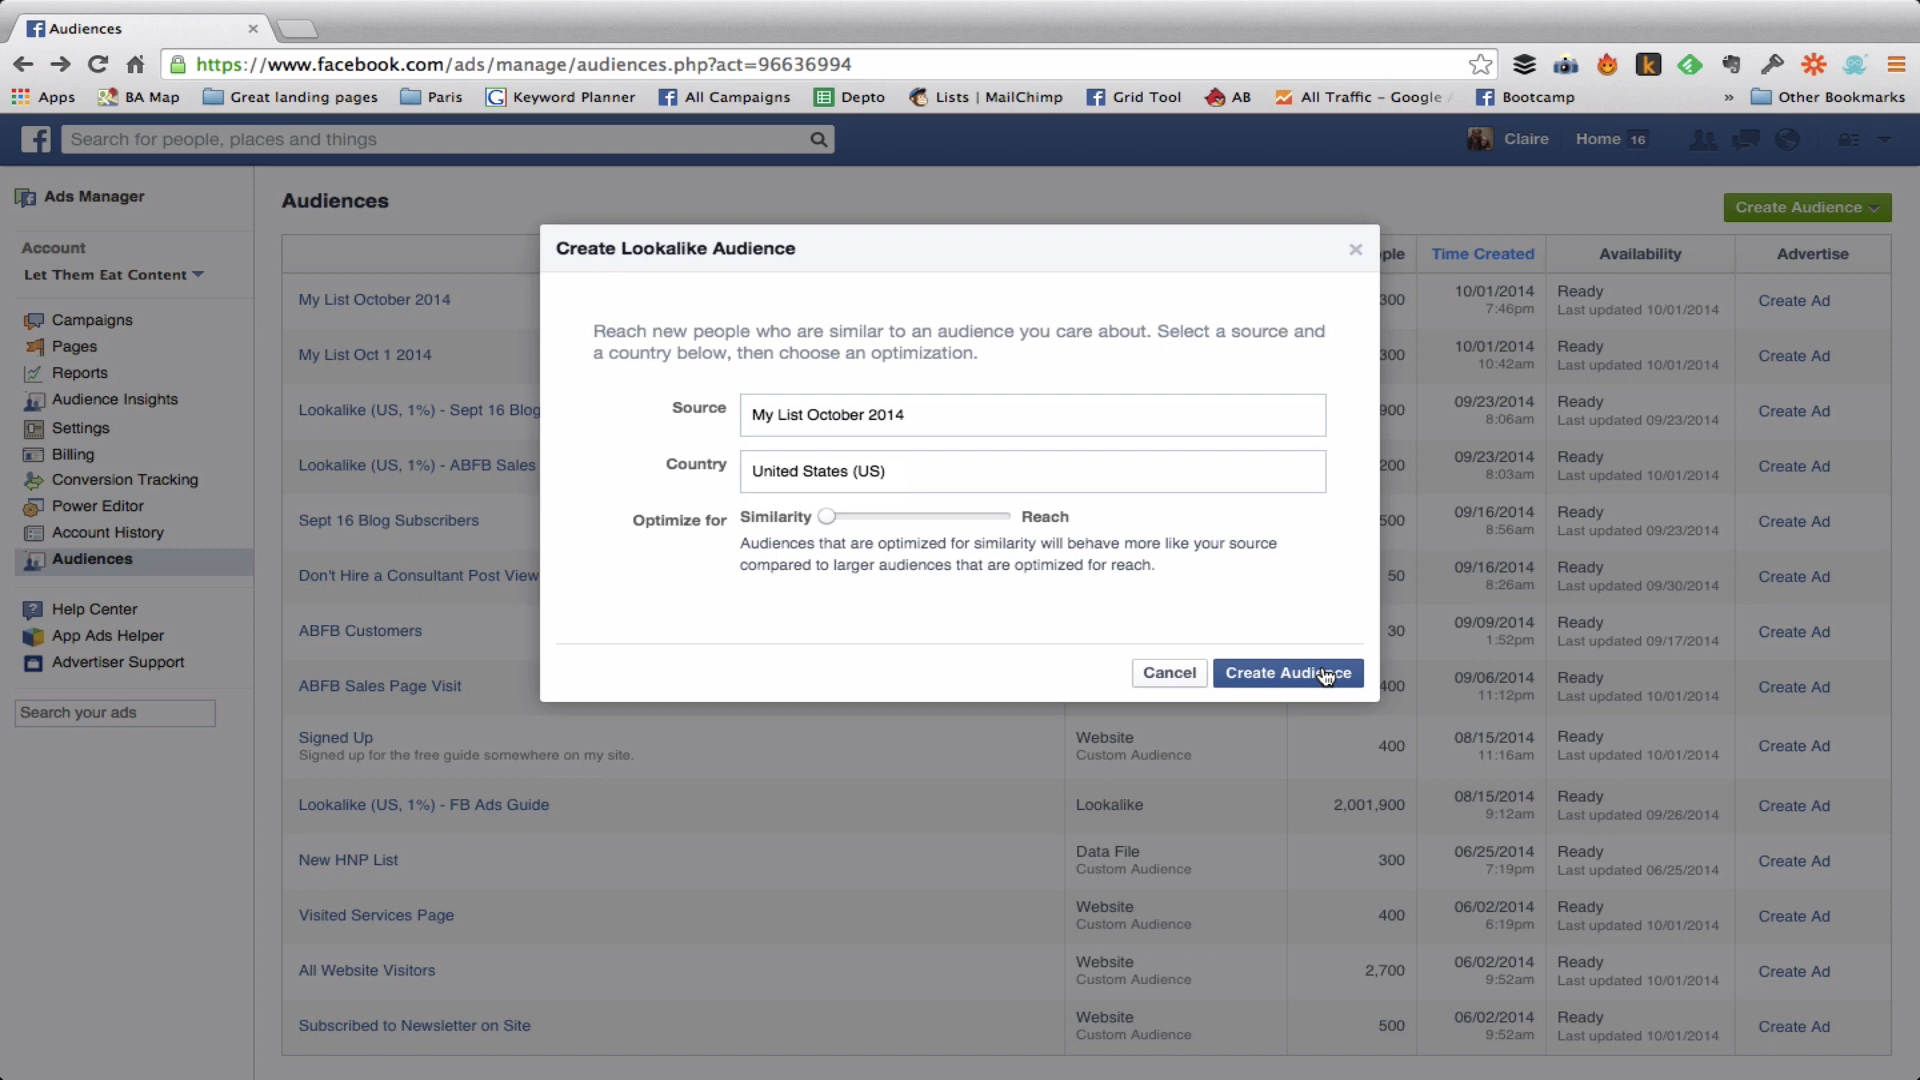 Audiences
https://www.facebook.com/ads/manage/audiences.php?act=96636994
Apps BA Map Great landing pages Paris Keyword Planner All Campaigns Depto Lists | MailChimp Grid Tool AB All Traffic – Google Bootcamp » Other Bookmarks
Search for people, places and things
Claire Home 16
Ads Manager
Account
Let Them Eat Content
Campaigns
Pages
Reports
Audience Insights
Settings
Billing
Conversion Tracking
Power Editor
Account History
Audiences
Help Center
App Ads Helper
Advertiser Support
Search your ads
Audiences
Create Audience
ple Time Created Availability Advertise
My List October 2014 300 10/01/2014 Ready Create Ad
7:46pm Last updated 10/01/2014
My List Oct 1 2014 300 10/01/2014 Ready Create Ad
10:42am Last updated 10/01/2014
Lookalike (US, 1%) - Sept 16 Blog 900 09/23/2014 Ready Create Ad
8:06am Last updated 09/23/2014
Lookalike (US, 1%) - ABFB Sales 200 09/23/2014 Ready Create Ad
8:03am Last updated 10/01/2014
Sept 16 Blog Subscribers 500 09/16/2014 Ready Create Ad
8:56am Last updated 09/23/2014
Don't Hire a Consultant Post View 50 09/16/2014 Ready Create Ad
8:26am Last updated 09/30/2014
ABFB Customers 30 09/09/2014 Ready Create Ad
1:52pm Last updated 09/17/2014
ABFB Sales Page Visit 400 09/06/2014 Ready Create Ad
11:12pm Last updated 10/01/2014
Signed Up Website 400 08/15/2014 Ready Create Ad
Signed up for the free guide somewhere on my site. Custom Audience 11:16am Last updated 10/01/2014
Lookalike (US, 1%) - FB Ads Guide Lookalike 2,001,900 08/15/2014 Ready Create Ad
9:12am Last updated 09/26/2014
New HNP List Data File 300 06/25/2014 Ready Create Ad
Custom Audience 7:19pm Last updated 06/25/2014
Visited Services Page Website 400 06/02/2014 Ready Create Ad
Custom Audience 6:19pm Last updated 10/01/2014
All Website Visitors Website 2,700 06/02/2014 Ready Create Ad
Custom Audience 9:52am Last updated 10/01/2014
Subscribed to Newsletter on Site Website 500 06/02/2014 Ready Create Ad
Custom Audience 9:52am Last updated 10/01/2014
Create Lookalike Audience
Reach new people who are similar to an audience you care about. Select a source and
a country below, then choose an optimization.
Source My List October 2014
Country United States (US)
Optimize for Similarity Reach
Audiences that are optimized for similarity will behave more like your source
compared to larger audiences that are optimized for reach.
Cancel Create Audience